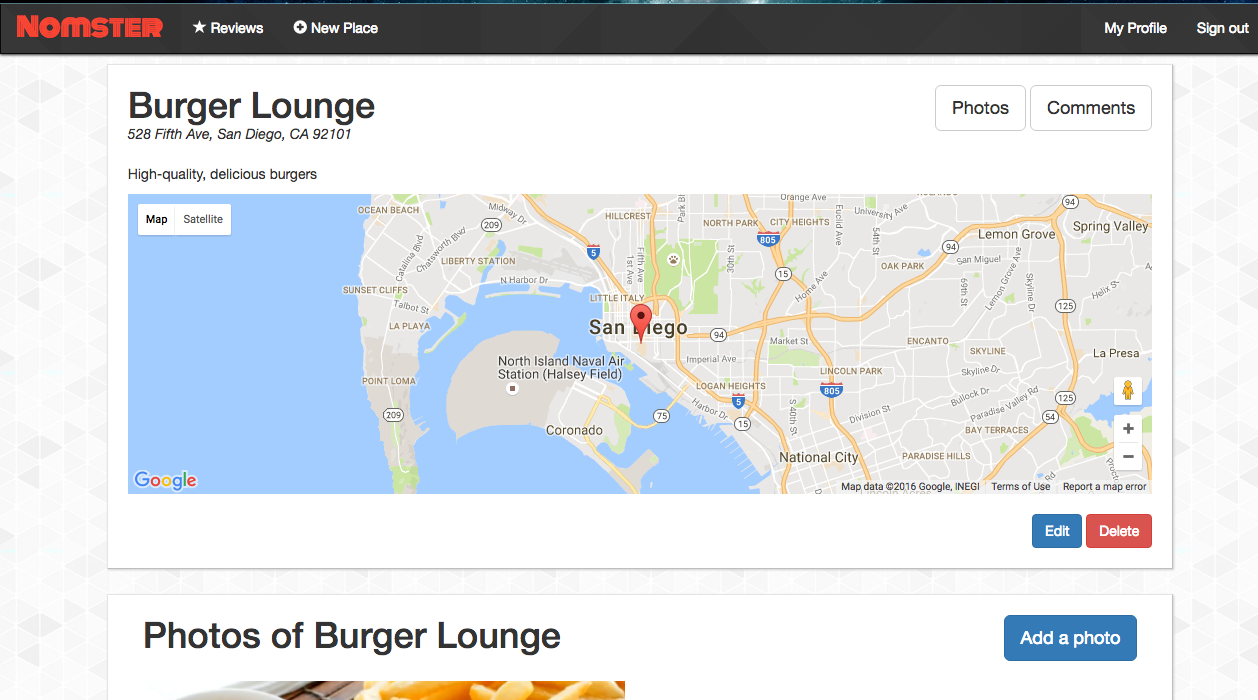 NOMSTER
Reviews
New Place
My Profile
Sign out
Burger Lounge
528 Fifth Ave, San Diego, CA 92101
Photos
Comments
High-quality, delicious burgers
Map
Satellite
OCEAN BEACH
Midway Dr
209
HILLCREST
Park Bl
NORTH PARK
CITY HEIGHTS
Orange Ave
Euclid Ave
University Ave
54th St
94
Lemon Grove
Spring Valley
Catalina Blvd
Chatsworth Blvd
LIBERTY STATION
5
1st Ave
Fifth Ave
30th St
805
15
Home Ave
OAK PARK
94
San Miguel
69th St
Lemon Grove Ave
Skyline Dr
N Harbor Dr
SUNSET CLIFFS
Talbot St
LITTLE ITALY
125
Helix St
LA PLAYA
San Diego
94
Market St
ENCANTO
SKYLINE
La Presa
North Island Naval Air
Station (Halsey Field)
Imperial Ave
LINCOLN PARK
Skyline Dr
POINT LOMA
LOGAN HEIGHTS
805
Bullock Dr
Paradise Valley Rd
125
209
5
Harbor Dr
75
15
S 40th St
Division St
54
BAY TERRACES
Coronado
National City
PARADISE HILLS
Google
Map data ©2016 Google, INEGI
Terms of Use
Report a map error
Edit
Delete
Photos of Burger Lounge
Add a photo